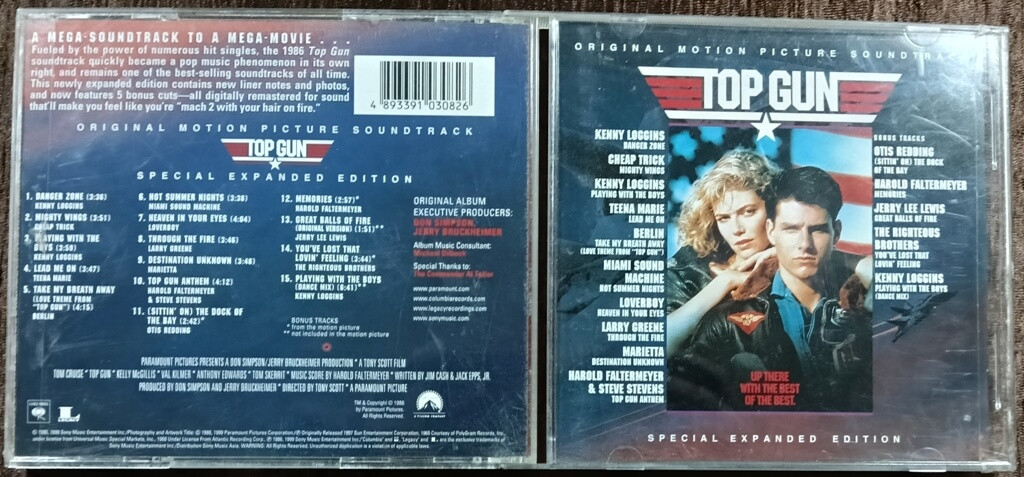 A MEGA-SOUNDTRACK TO A MEGA-MOVIE . . .
Fueled by the power of numerous hit singles, the 1986 Top Gun
soundtrack quickly became a pop music phenomenon in its own
right, and remains one of the best-selling soundtracks of all time.
This newly expanded edition contains new liner notes and photos,
and now features 5 bonus cuts—all digitally remastered for sound
that'll make you feel like you're "mach 2 with your hair on fire."
4 893391 030826
ORIGINAL MOTION PICTURE SOUNDTRACK
TOP GUN
SPECIAL EXPANDED EDITION
1. DANGER ZONE (3:36)
KENNY LOGGINS
2. MIGHTY WINGS (3:51)
CHEAP TRICK
3. PLAYING WITH THE
BOYS (3:59)
KENNY LOGGINS
4. LEAD ME ON (3:47)
TEENA MARIE
5. TAKE MY BREATH AWAY
(LOVE THEME FROM
"TOP GUN") (4:15)
BERLIN
6. HOT SUMMER NIGHTS (3:38)
MIAMI SOUND MACHINE
7. HEAVEN IN YOUR EYES (4:04)
LOVERBOY
8. THROUGH THE FIRE (3:46)
LARRY GREENE
9. DESTINATION UNKNOWN (3:48)
MARIETTA
10. TOP GUN ANTHEM (4:12)
HAROLD FALTERMEYER
& STEVE STEVENS
11. (SITTIN' ON) THE DOCK OF
THE BAY (2:42)*
OTIS REDDING
12. MEMORIES (2:57)*
HAROLD FALTERMEYER
13. GREAT BALLS OF FIRE
(ORIGINAL VERSION) (1:51)**
JERRY LEE LEWIS
14. YOU'VE LOST THAT
LOVIN' FEELING (3:44)*
THE RIGHTEOUS BROTHERS
15. PLAYING WITH THE BOYS
(DANCE MIX) (6:41)**
KENNY LOGGINS
BONUS TRACKS
* from the motion picture
** not included in the motion picture
ORIGINAL ALBUM
EXECUTIVE PRODUCERS:
DON SIMPSON,
JERRY BRUCKHEIMER
Album Music Consultant:
Michael Dilbeck
Special Thanks to:
www.paramount.com
www.columbiarecords.com
www.legacyrecordings.com
www.sonymusic.com
PARAMOUNT PICTURES PRESENTS A DON SIMPSON/JERRY BRUCKHEIMER PRODUCTION * A TONY SCOTT FILM
TOM CRUISE * TOP GUN * KELLY McGILLIS * VAL KILMER * ANTHONY EDWARDS * TOM SKERRITT * MUSIC SCORE BY HAROLD FALTERMEYER * WRITTEN BY JIM CASH & JACK EPPS, JR.
PRODUCED BY DON SIMPSON AND JERRY BRUCKHEIMER * DIRECTED BY TONY SCOTT * A PARAMOUNT PICTURE
TM & Copyright © 1986
by Paramount Pictures.
All Rights Reserved.
ORIGINAL MOTION PICTURE SOUNDTRACK
TOP GUN
KENNY LOGGINS
DANGER ZONE
CHEAP TRICK
MIGHTY WINGS
KENNY LOGGINS
PLAYING WITH THE BOYS
TEENA MARIE
LEAD ME ON
BERLIN
TAKE MY BREATH AWAY
(LOVE THEME FROM "TOP GUN")
MIAMI SOUND
MACHINE
HOT SUMMER NIGHTS
LOVERBOY
HEAVEN IN YOUR EYES
LARRY GREENE
THROUGH THE FIRE
MARIETTA
DESTINATION UNKNOWN
HAROLD FALTERMEYER
& STEVE STEVENS
TOP GUN ANTHEM
BONUS TRACKS
OTIS REDDING
(SITTIN' ON) THE DOCK
OF THE BAY
HAROLD FALTERMEYER
MEMORIES
JERRY LEE LEWIS
GREAT BALLS OF FIRE
THE RIGHTEOUS
BROTHERS
YOU'VE LOST THAT
LOVIN' FEELING
KENNY LOGGINS
PLAYING WITH THE BOYS
(DANCE MIX)
UP THERE
WITH THE BEST
OF THE BEST.
SPECIAL EXPANDED EDITION